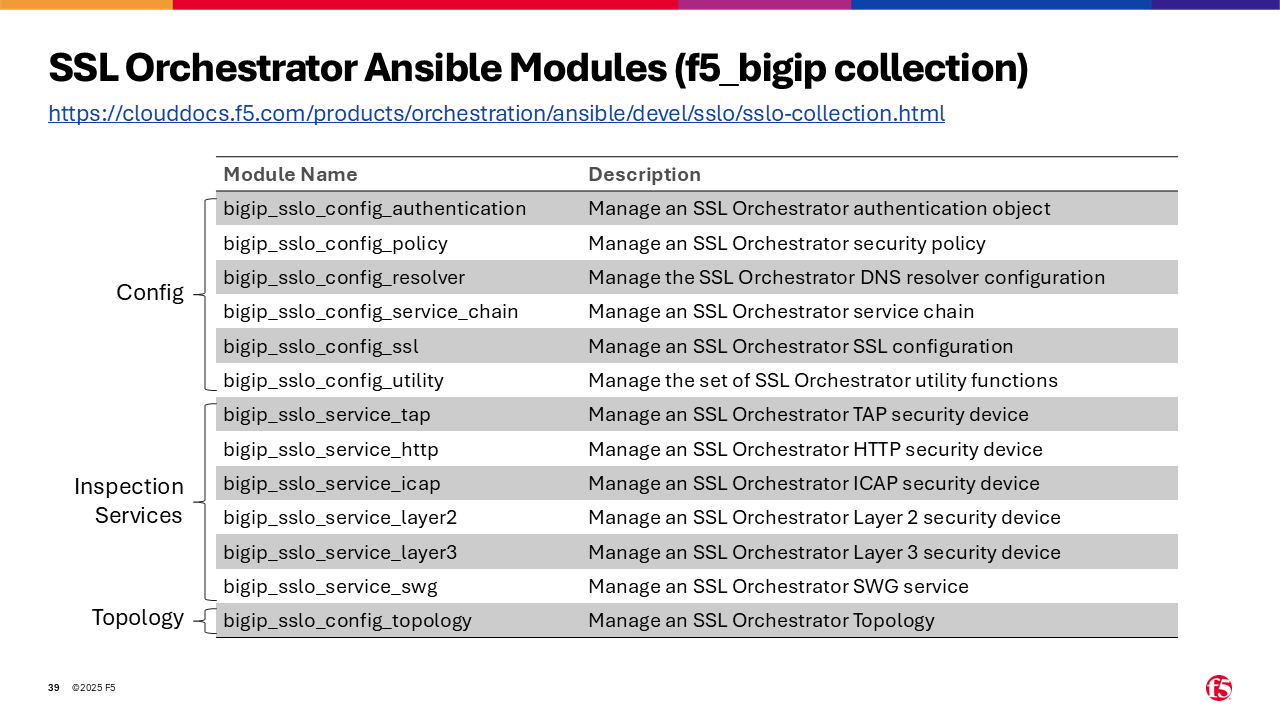 SSL Orchestrator Ansible Modules (f5_bigip collection)
https://clouddocs.f5.com/products/orchestration/ansible/devel/sslo/sslo-collection.html
Module Name Description
Config
bigip_sslo_config_authentication Manage an SSL Orchestrator authentication object
bigip_sslo_config_policy Manage an SSL Orchestrator security policy
bigip_sslo_config_resolver Manage the SSL Orchestrator DNS resolver configuration
bigip_sslo_config_service_chain Manage an SSL Orchestrator service chain
bigip_sslo_config_ssl Manage an SSL Orchestrator SSL configuration
bigip_sslo_config_utility Manage the set of SSL Orchestrator utility functions
Inspection
Services
bigip_sslo_service_tap Manage an SSL Orchestrator TAP security device
bigip_sslo_service_http Manage an SSL Orchestrator HTTP security device
bigip_sslo_service_icap Manage an SSL Orchestrator ICAP security device
bigip_sslo_service_layer2 Manage an SSL Orchestrator Layer 2 security device
bigip_sslo_service_layer3 Manage an SSL Orchestrator Layer 3 security device
bigip_sslo_service_swg Manage an SSL Orchestrator SWG service
Topology
bigip_sslo_config_topology Manage an SSL Orchestrator Topology
39 ©2025 F5
f5